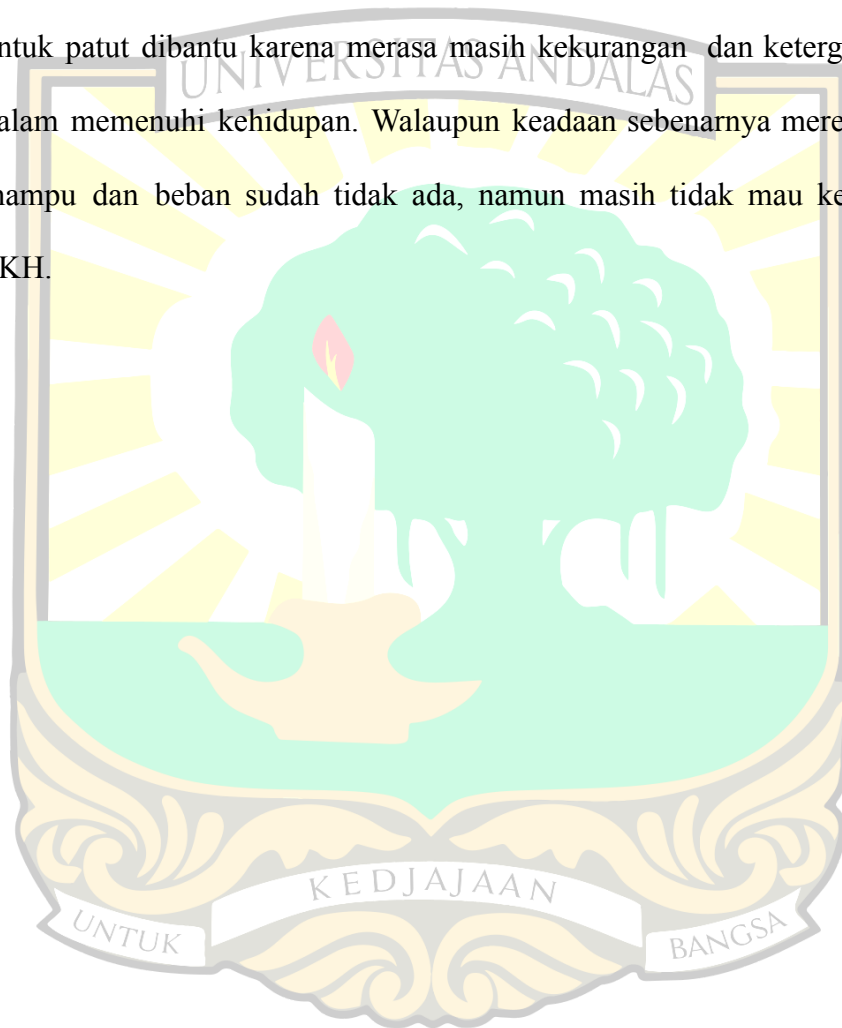 ntuk patut dibantu karena merasa masih kekurangan dan keterg
UNIVERSITAS ANDALAS
alam memenuhi kehidupan. Walaupun keadaan sebenarnya mere
nampu dan beban sudah tidak ada, namun masih tidak mau ke
KH.
KEDJAJAAN
UNTUK
BANGSA